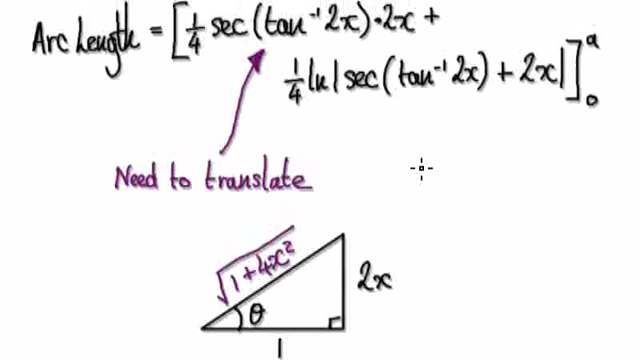 Arc Length = [ 1/4 sec(tan⁻¹ 2x)·2x +
1/4 ln|sec(tan⁻¹ 2x) + 2x| ]₀ᵃ
Need to translate
√1+4x²
2x
θ
1